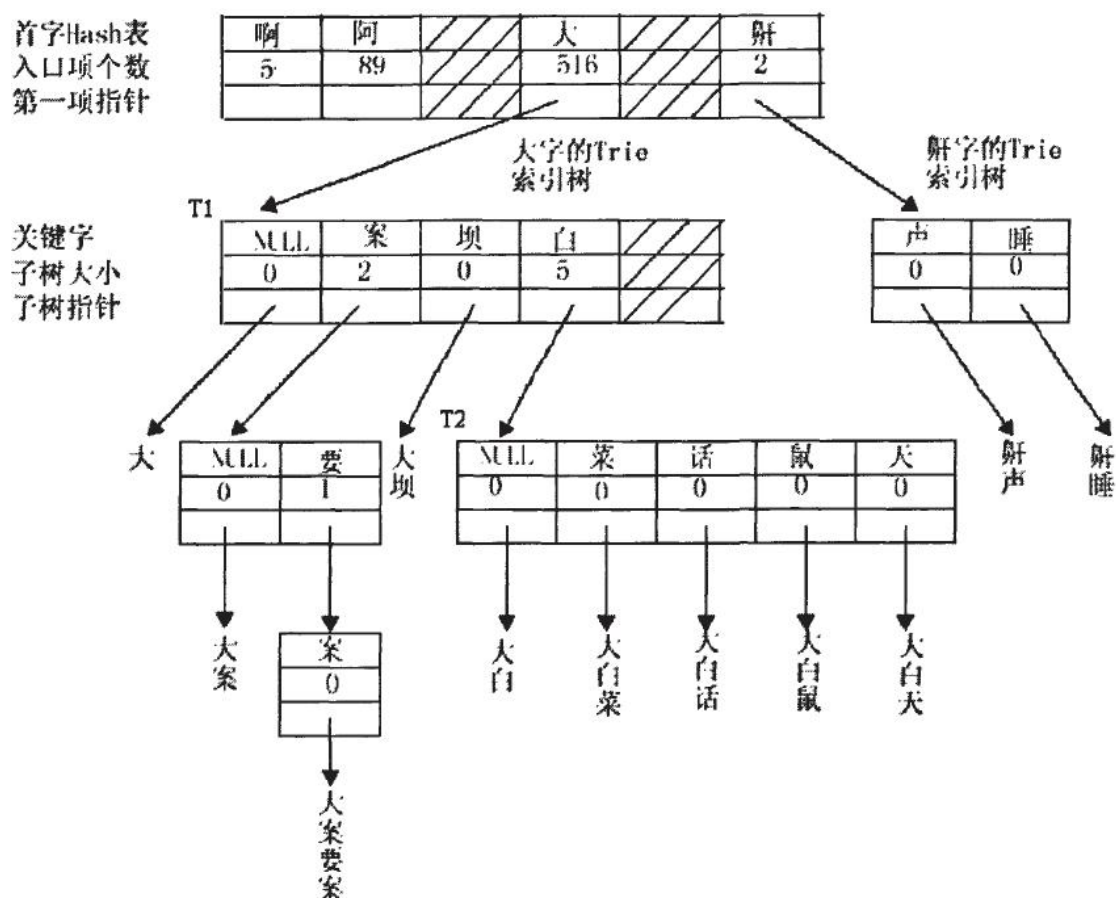 首字Hash表 啊 阿 大 鼾
入口项个数 5 89 516 2
第一项指针
大字的Trie
索引树
鼾字的Trie
索引树
T1
关键字 NULL 案 坝 白 声 睡
子树大小 0 2 0 5 0 0
子树指针
大
T2
NULL 要
0 1
大坝
NULL 菜 话 鼠 天
0 0 0 0 0
鼾声
鼾睡
大案
案
0
大白
大白菜
大白话
大白鼠
大白天
大案要案